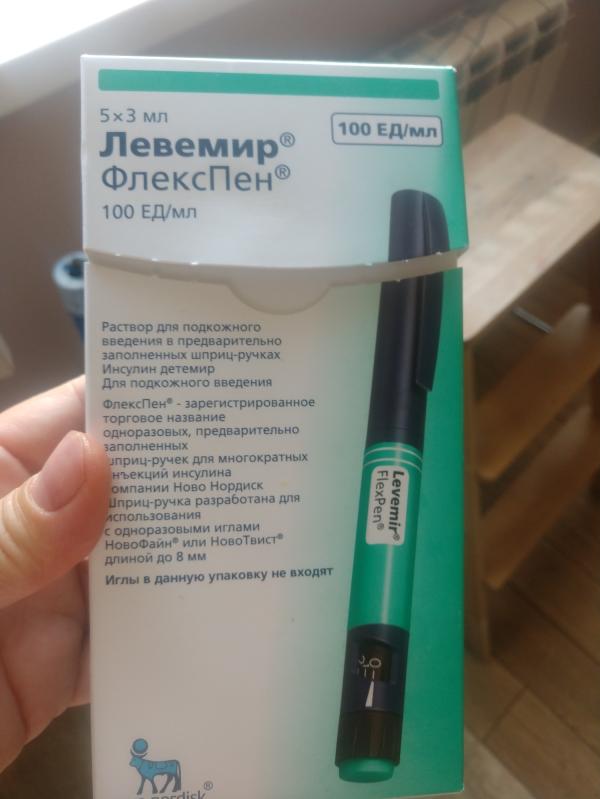 5×3 мл
Левемир®
ФлексПен®
100 ЕД/мл
100 ЕД/мл
Раствор для подкожного
введения в предварительно
заполненных шприц-ручках
Инсулин детемир
Для подкожного введения
ФлексПен® - зарегистрированное
торговое название
одноразовых, предварительно
заполненных
шприц-ручек для многократных
инъекций инсулина
компании Ново Нордиск
Шприц-ручка разработана для
использования
с одноразовыми иглами
НовоФайн® или НовоТвист®
длиной до 8 мм
Иглы в данную упаковку не входят
Levemir®
FlexPen®
nordisk®